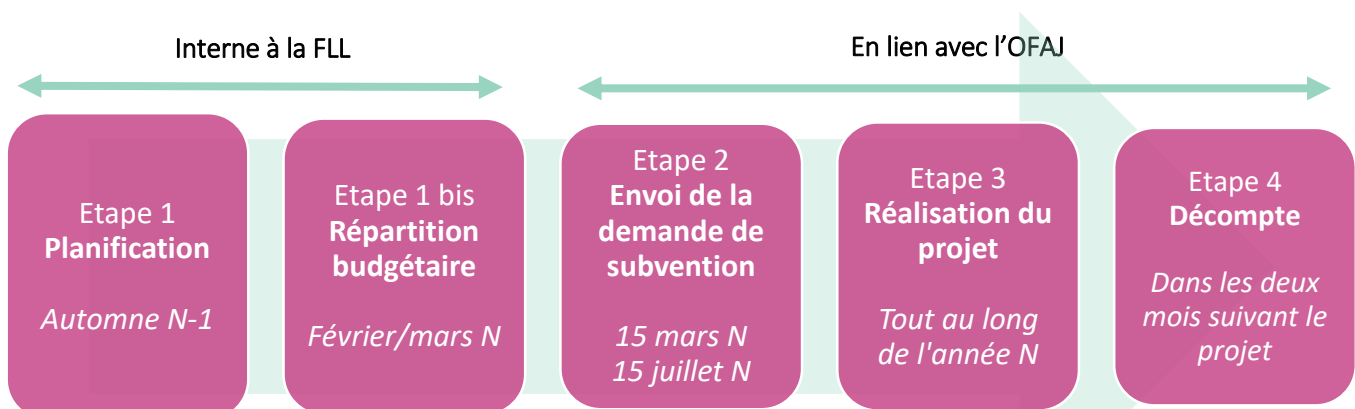 Interne à la FLL
En lien avec l’OFAJ
Etape 1
Planification
Automne N-1
Etape 1 bis
Répartition
budgétaire
Février/mars N
Etape 2
Envoi de la
demande de
subvention
15 mars N
15 juillet N
Etape 3
Réalisation du
projet
Tout au long
de l'année N
Etape 4
Décompte
Dans les deux
mois suivant le
projet